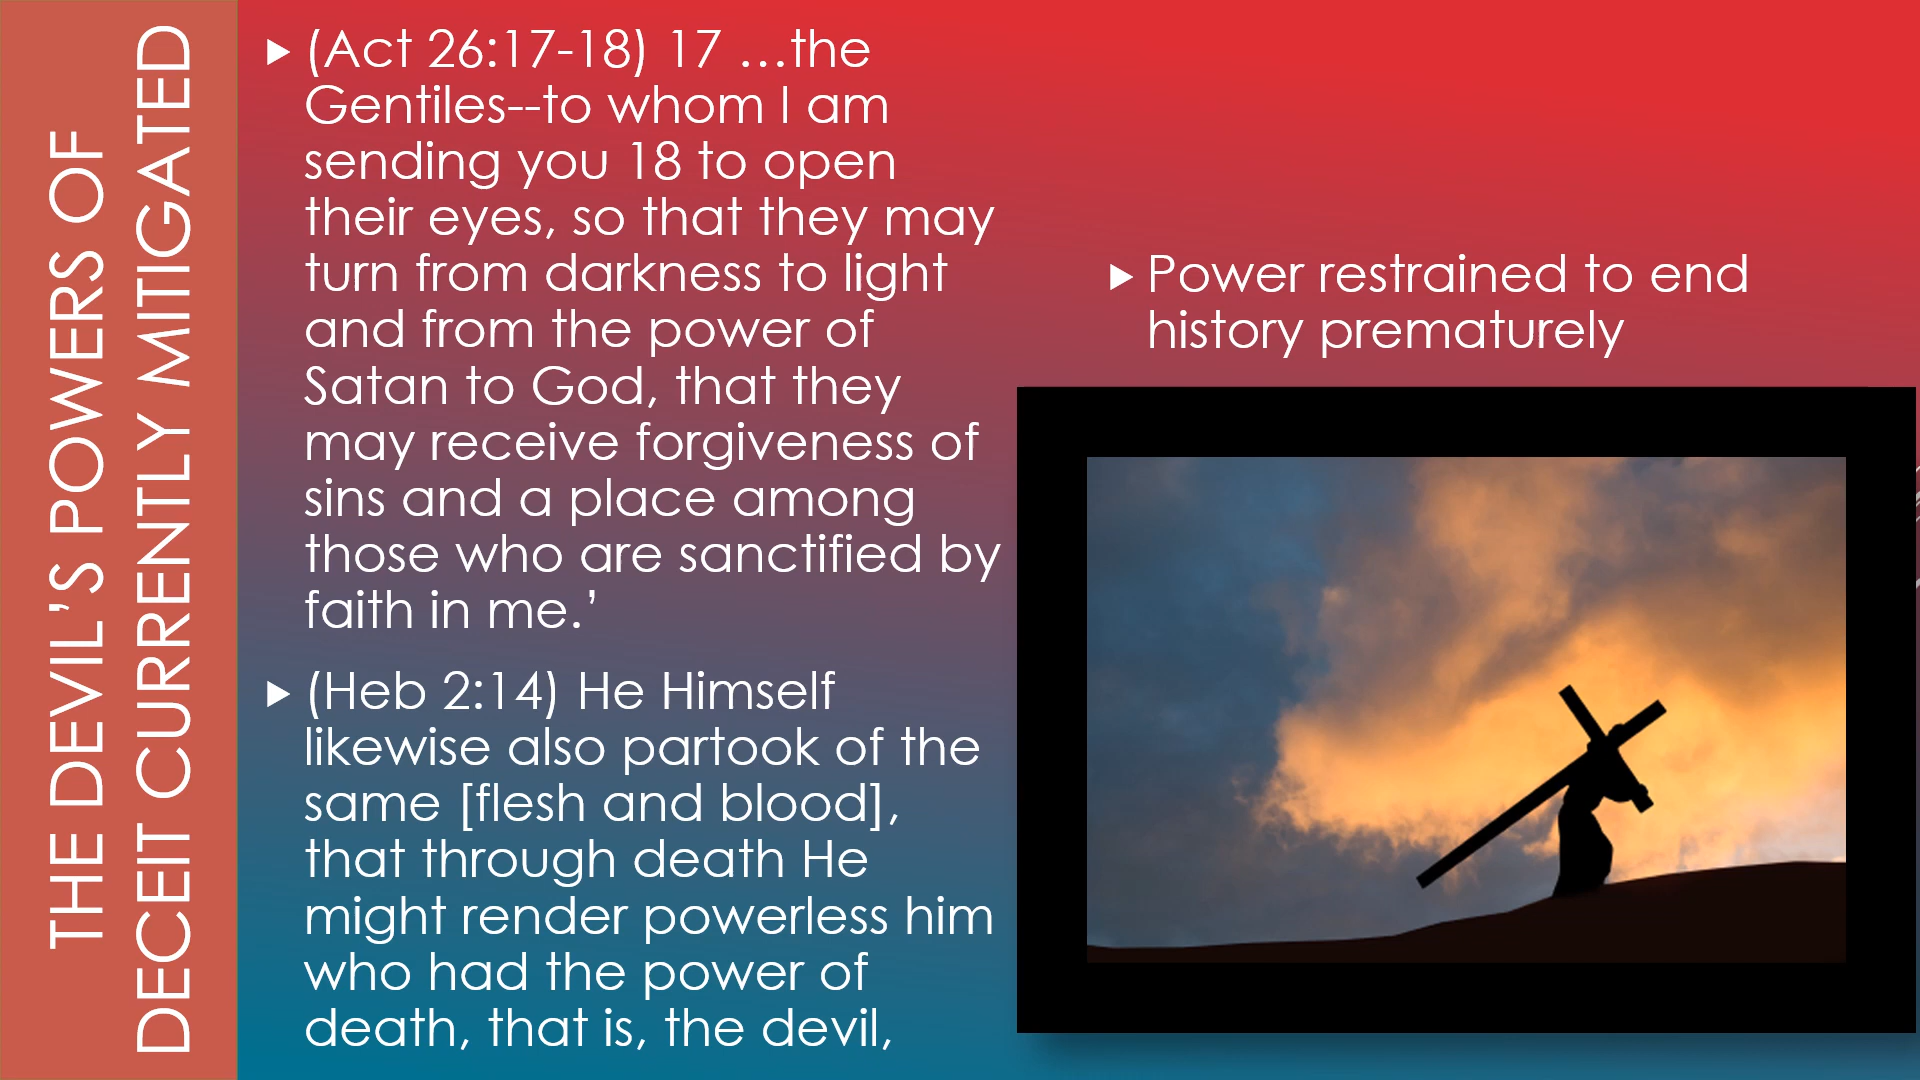 THE DEVIL’S POWERS OF
DECEIT CURRENTLY MITIGATED
(Act 26:17-18) 17 …the
Gentiles--to whom I am
sending you 18 to open
their eyes, so that they may
turn from darkness to light
and from the power of
Satan to God, that they
may receive forgiveness of
sins and a place among
those who are sanctified by
faith in me.’
(Heb 2:14) He Himself
likewise also partook of the
same [flesh and blood],
that through death He
might render powerless him
who had the power of
death, that is, the devil,
Power restrained to end
history prematurely